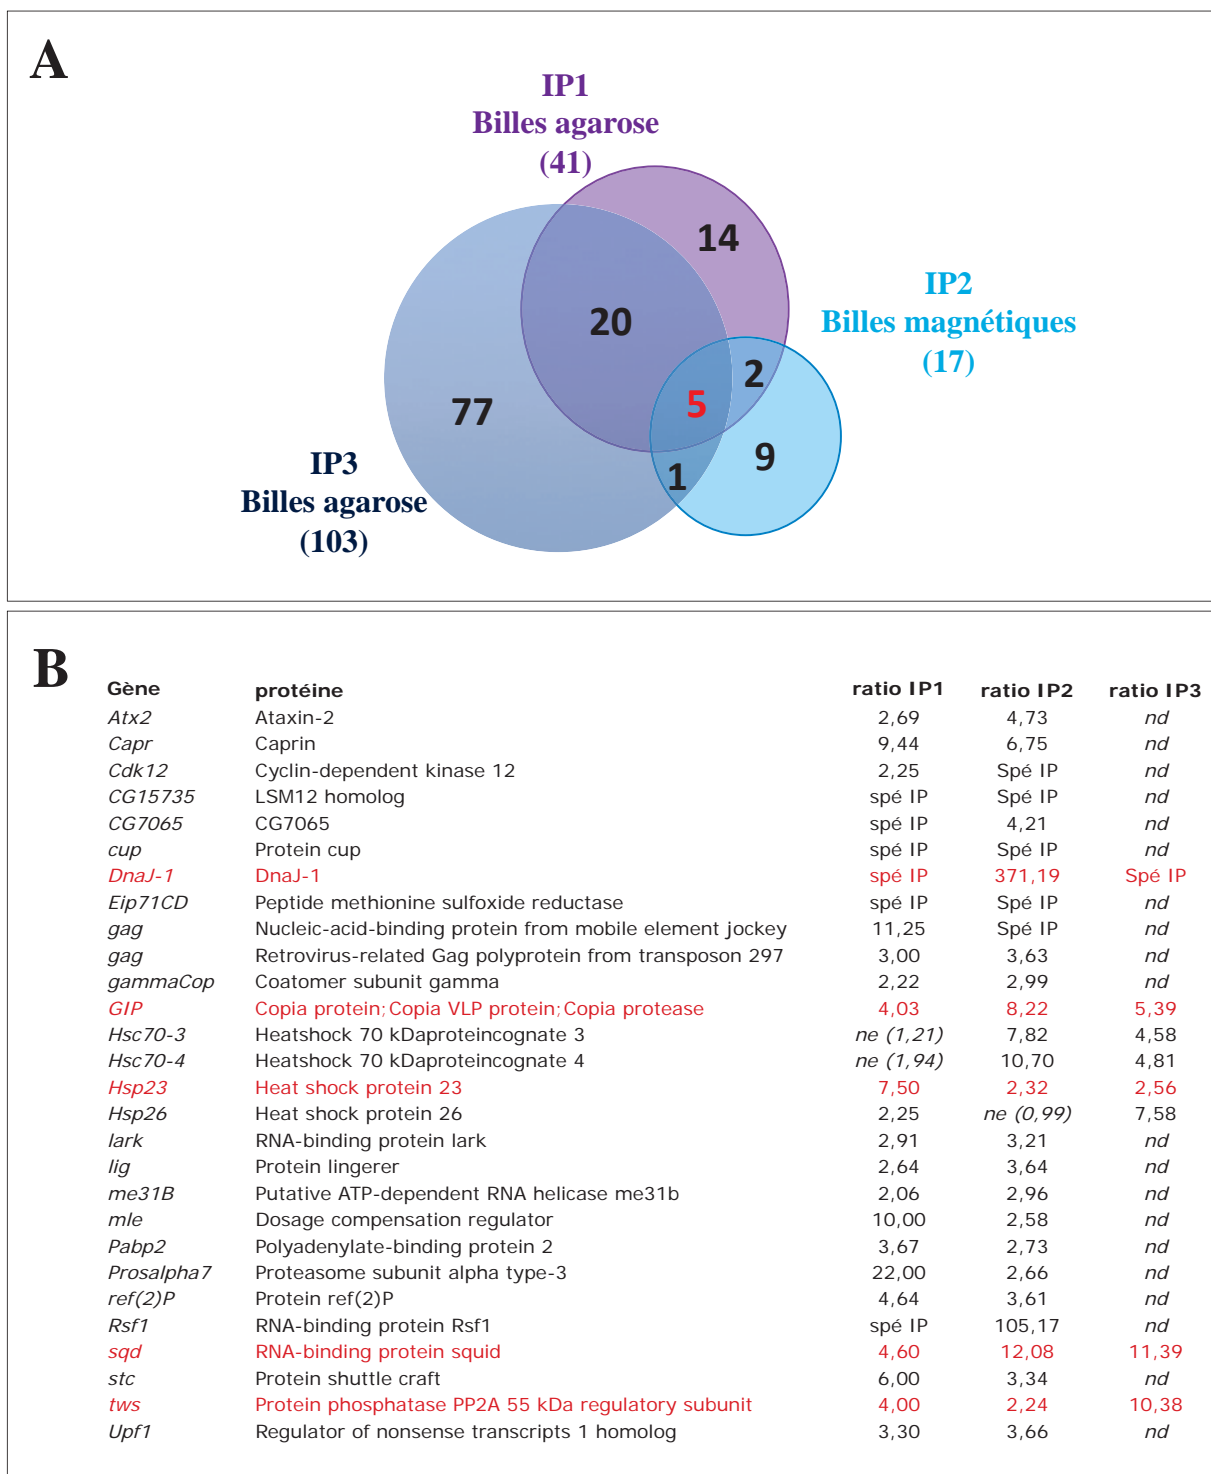 A
IP1
Billes agarose
(41)
14
IP2
Billes magnétiques
(17)
20
2
5
77
9
1
IP3
Billes agarose
(103)
B
Gène protéine ratio IP1 ratio IP2 ratio IP3
Atx2 Ataxin-2 2,69 4,73 nd
Capr Caprin 9,44 6,75 nd
Cdk12 Cyclin-dependent kinase 12 2,25 Spé IP nd
CG15735 LSM12 homolog spé IP Spé IP nd
CG7065 CG7065 spé IP 4,21 nd
cup Protein cup spé IP Spé IP nd
DnaJ-1 DnaJ-1 spé IP 371,19 Spé IP
Eip71CD Peptide methionine sulfoxide reductase spé IP Spé IP nd
gag Nucleic-acid-binding protein from mobile element jockey 11,25 Spé IP nd
gag Retrovirus-related Gag polyprotein from transposon 297 3,00 3,63 nd
gammaCop Coatomer subunit gamma 2,22 2,99 nd
GIP Copia protein;Copia VLP protein;Copia protease 4,03 8,22 5,39
Hsc70-3 Heatshock 70 kDaproteincognate 3 ne (1,21) 7,82 4,58
Hsc70-4 Heatshock 70 kDaproteincognate 4 ne (1,94) 10,70 4,81
Hsp23 Heat shock protein 23 7,50 2,32 2,56
Hsp26 Heat shock protein 26 2,25 ne (0,99) 7,58
lark RNA-binding protein lark 2,91 3,21 nd
lig Protein lingerer 2,64 3,64 nd
me31B Putative ATP-dependent RNA helicase me31b 2,06 2,96 nd
mle Dosage compensation regulator 10,00 2,58 nd
Pabp2 Polyadenylate-binding protein 2 3,67 2,73 nd
Prosalpha7 Proteasome subunit alpha type-3 22,00 2,66 nd
ref(2)P Protein ref(2)P 4,64 3,61 nd
Rsf1 RNA-binding protein Rsf1 spé IP 105,17 nd
sqd RNA-binding protein squid 4,60 12,08 11,39
stc Protein shuttle craft 6,00 3,34 nd
tws Protein phosphatase PP2A 55 kDa regulatory subunit 4,00 2,24 10,38
Upf1 Regulator of nonsense transcripts 1 homolog 3,30 3,66 nd